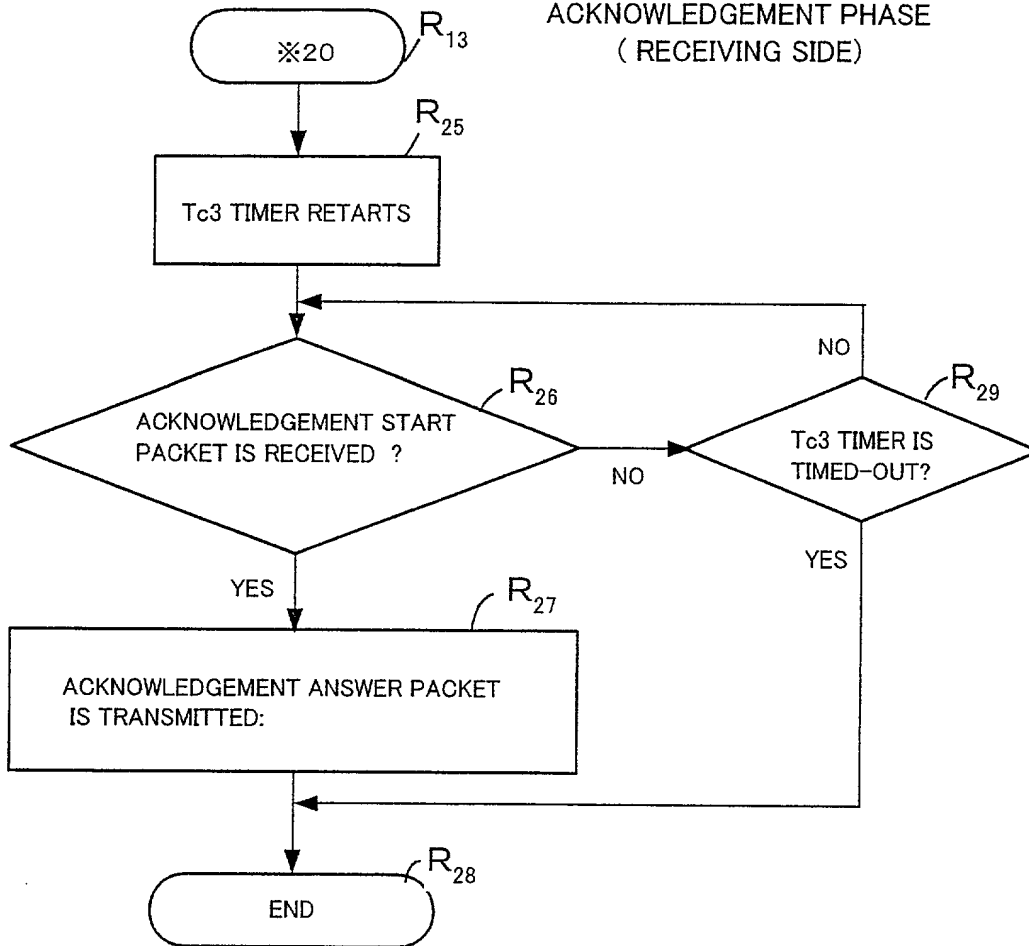 ACKNOWLEDGEMENT PHASE
( RECEIVING SIDE)
※20
R13
R25
Tc3 TIMER RETARTS
NO
R26
R29
ACKNOWLEDGEMENT START
PACKET IS RECEIVED ?
Tc3 TIMER IS
TIMED-OUT?
NO
YES
YES
R27
ACKNOWLEDGEMENT ANSWER PACKET
IS TRANSMITTED:
R28
END